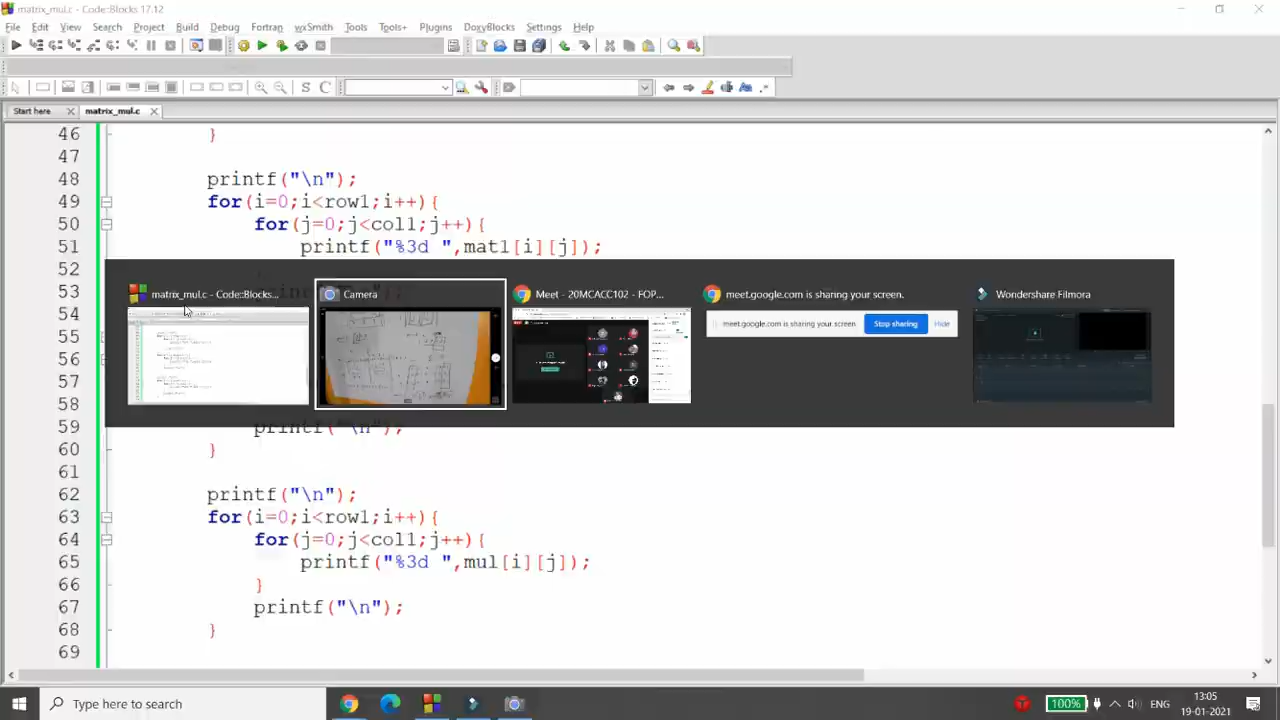 matrix_mul.c - Code::Blocks 17.12
File Edit View Search Project Build Debug Fortran wxSmith Tools Tools+ Plugins DoxyBlocks Settings Help
Start here
matrix_mul.c
46 }
47
48 printf("\n");
49 for(i=0;i<row1;i++){
50 for(j=0;j<col1;j++){
51 printf("%3d ",mat1[i][j]);
52
53
54
55
56
57
58
59 printf("\n");
60 }
61
62 printf("\n");
63 for(i=0;i<row1;i++){
64 for(j=0;j<col1;j++){
65 printf("%3d ",mul[i][j]);
66 }
67 printf("\n");
68 }
69
matrix_mul.c - Code::Blocks...
Camera
Meet - 20MCACC102 - FOP...
meet.google.com is sharing your screen.
meet.google.com is sharing your screen
Stop sharing
Hide
Wondershare Filmora
Type here to search
100%
ENG
13:05
19-01-2021